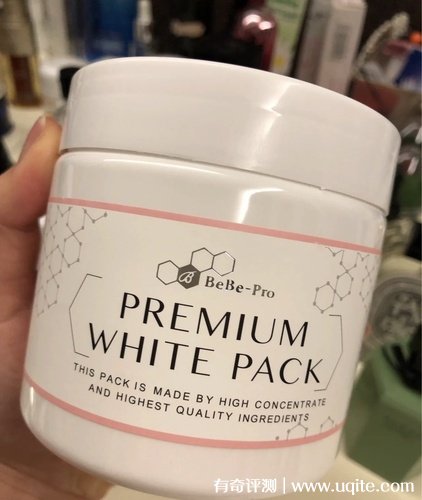 B
BeBe-Pro
PREMIUM
WHITE PACK
THIS PACK IS MADE BY HIGH CONCENTRATE
AND HIGHEST QUALITY INGREDIENTS
有奇评测 | www.uqite.com